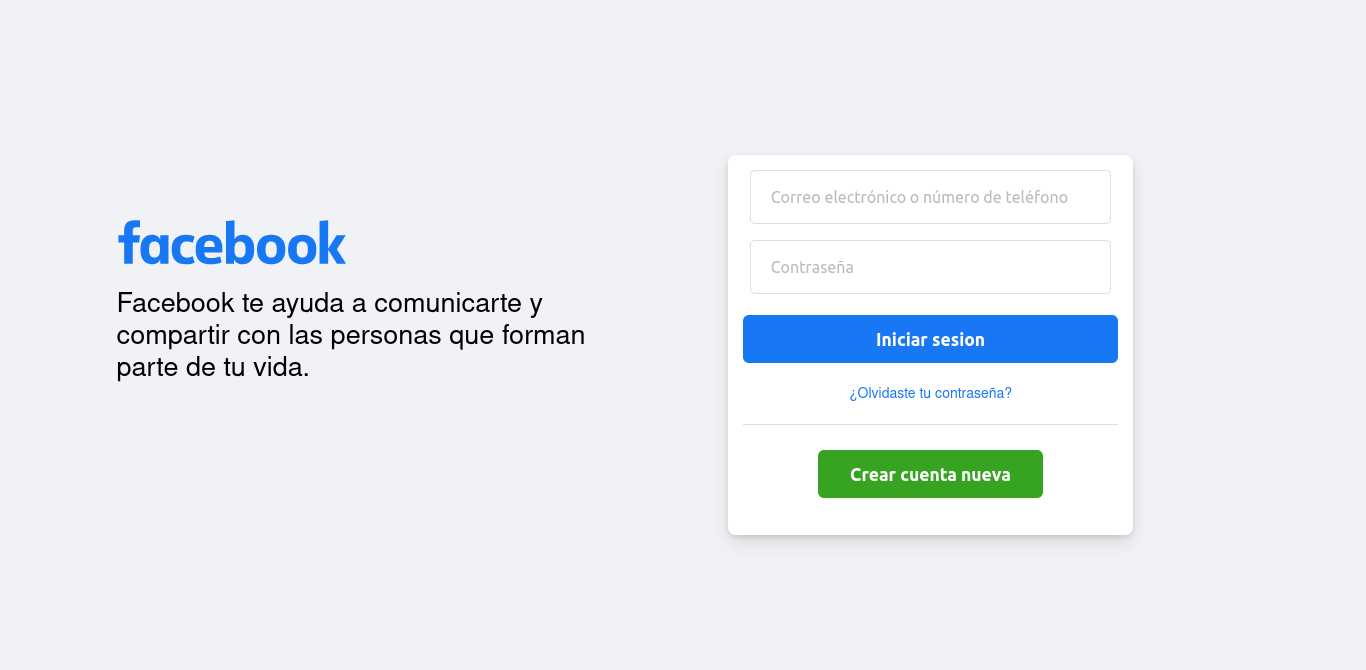 facebook
Facebook te ayuda a comunicarte y
compartir con las personas que forman
parte de tu vida.
Correo electrónico o número de teléfono
Contraseña
Iniciar sesion
¿Olvidaste tu contraseña?
Crear cuenta nueva